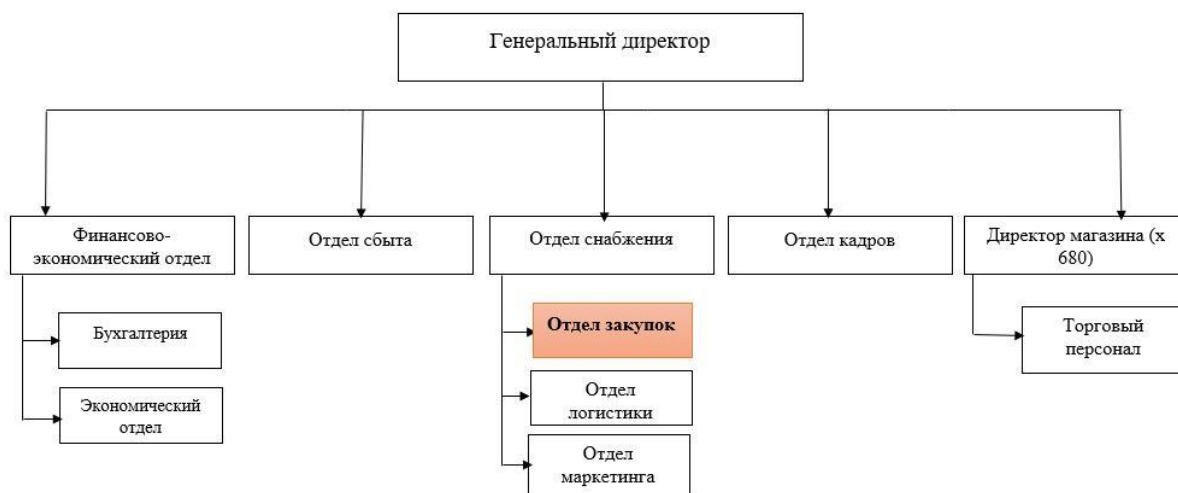 Генеральный директор
Финансово-
экономический отдел
Отдел сбыта
Отдел снабжения
Отдел кадров
Директор магазина (х
680)
Бухгалтерия
Экономический
отдел
Отдел закупок
Отдел
логистики
Отдел
маркетинга
Торговый
персонал